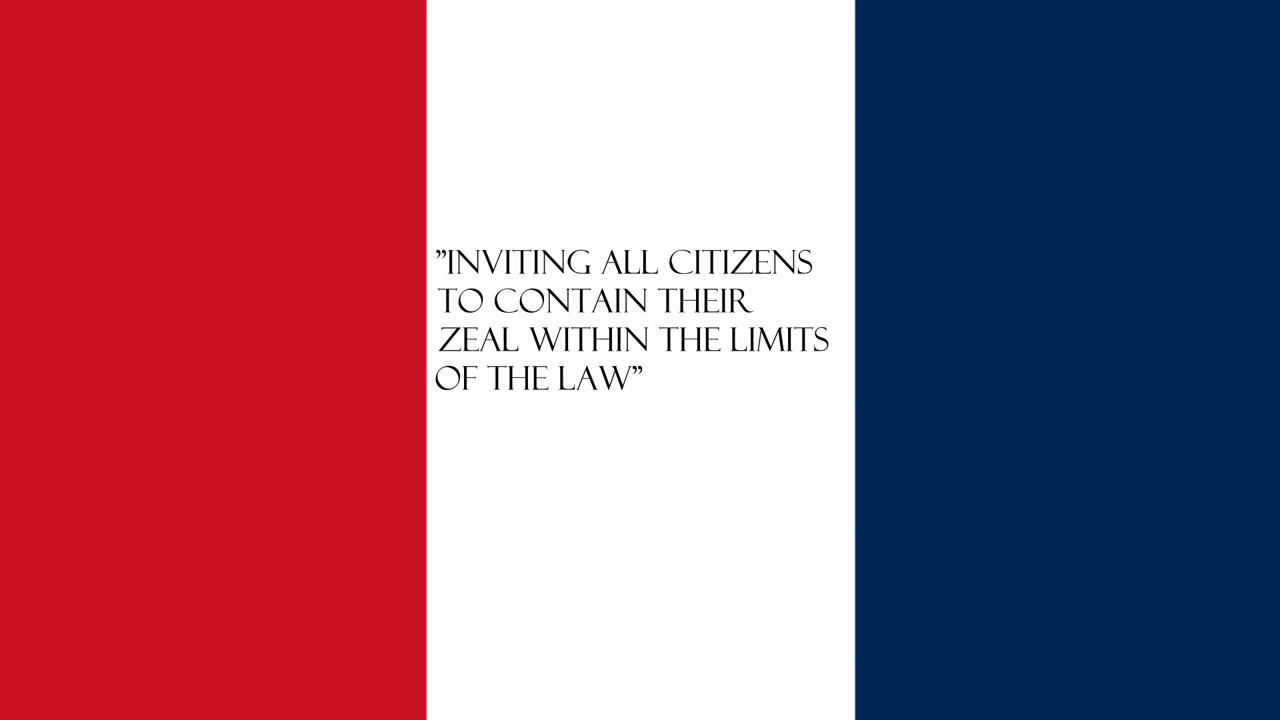 ”INVITING ALL CITIZENS
TO CONTAIN THEIR
ZEAL WITHIN THE LIMITS
OF THE LAW”